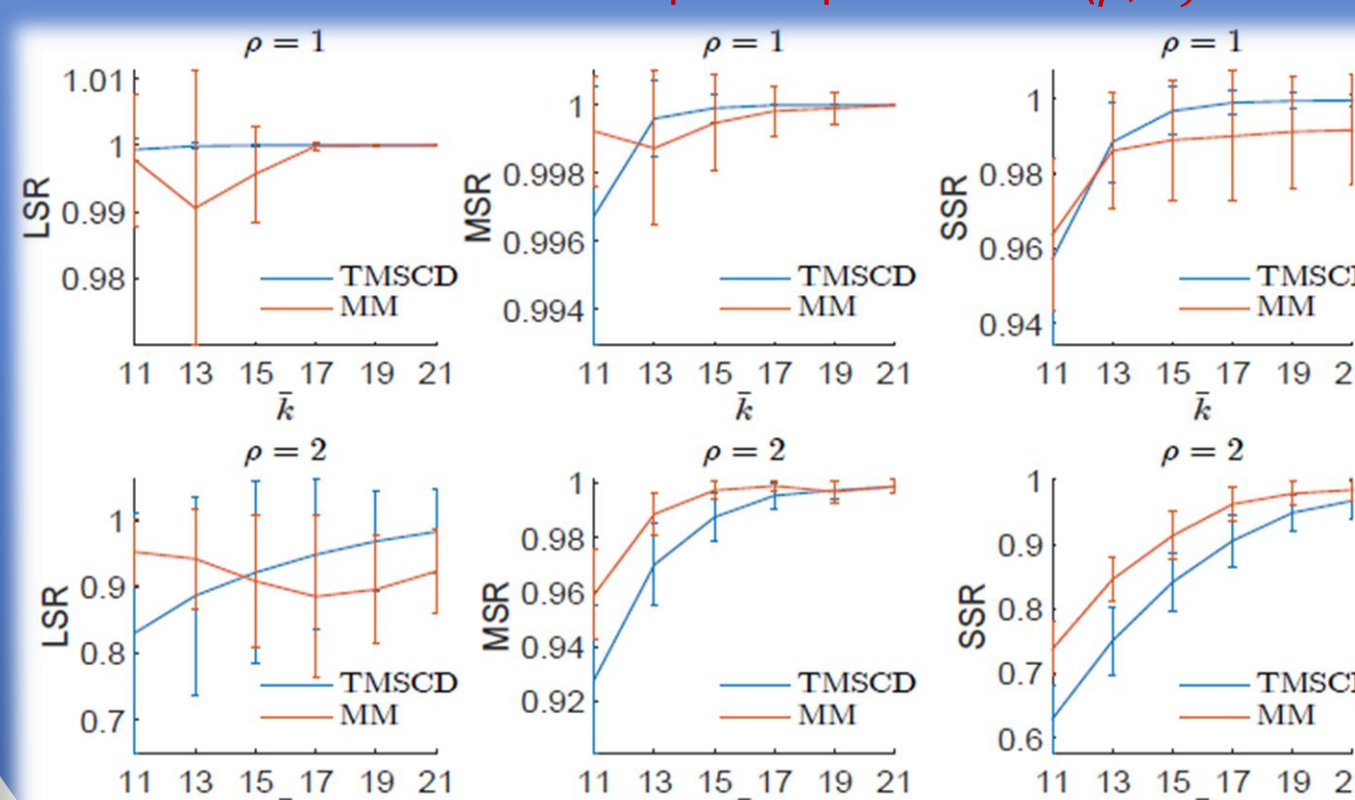 ρ = 1
ρ = 1
ρ = 1
1.01
1
0.99
0.98
LSR
TMSCD
MM
11 13 15 17 19 21
k̄
1
0.998
0.996
0.994
MSR
TMSCD
MM
11 13 15 17 19 21
k̄
1
0.98
0.96
0.94
SSR
TMSCD
MM
11 13 15 17 19 2
k̄
ρ = 2
ρ = 2
ρ = 2
1
0.9
0.8
0.7
LSR
TMSCD
MM
11 13 15 17 19 21
1
0.98
0.96
0.94
0.92
MSR
TMSCD
MM
11 13 15 17 19 21
1
0.9
0.8
0.7
0.6
SSR
TMSCD
MM
11 13 15 17 19 2